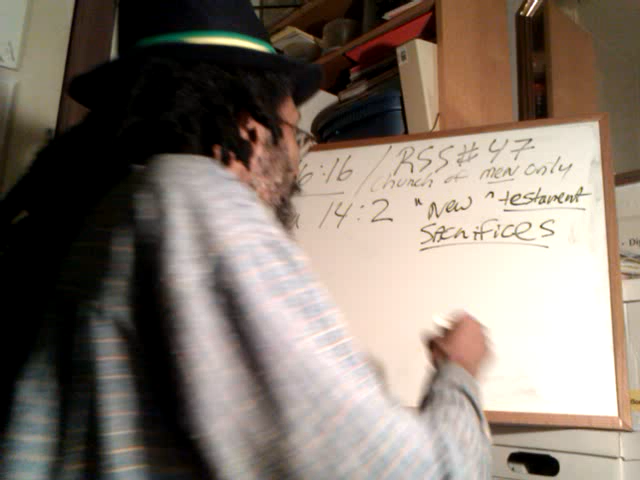 6:16 / RSS # 47
church of men only
14:2 "New ^ testament
SACrifices